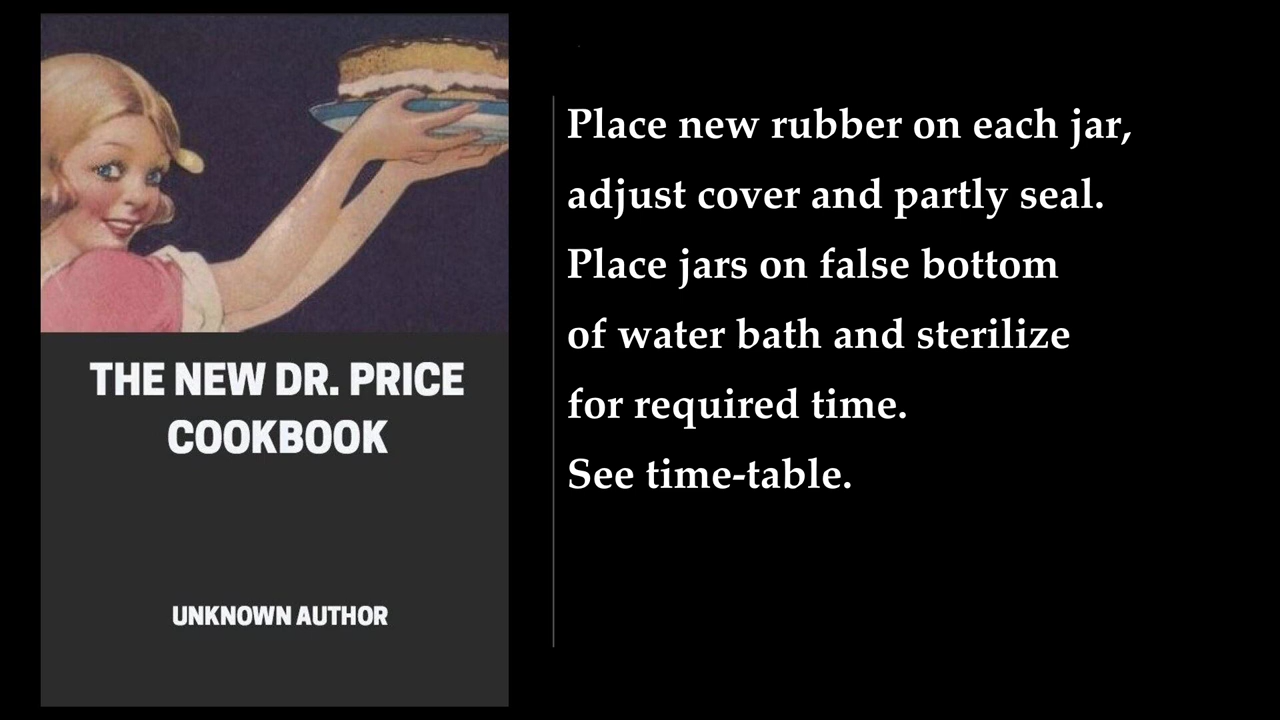 THE NEW DR. PRICE
COOKBOOK
UNKNOWN AUTHOR
Place new rubber on each jar,
adjust cover and partly seal.
Place jars on false bottom
of water bath and sterilize
for required time.
See time-table.